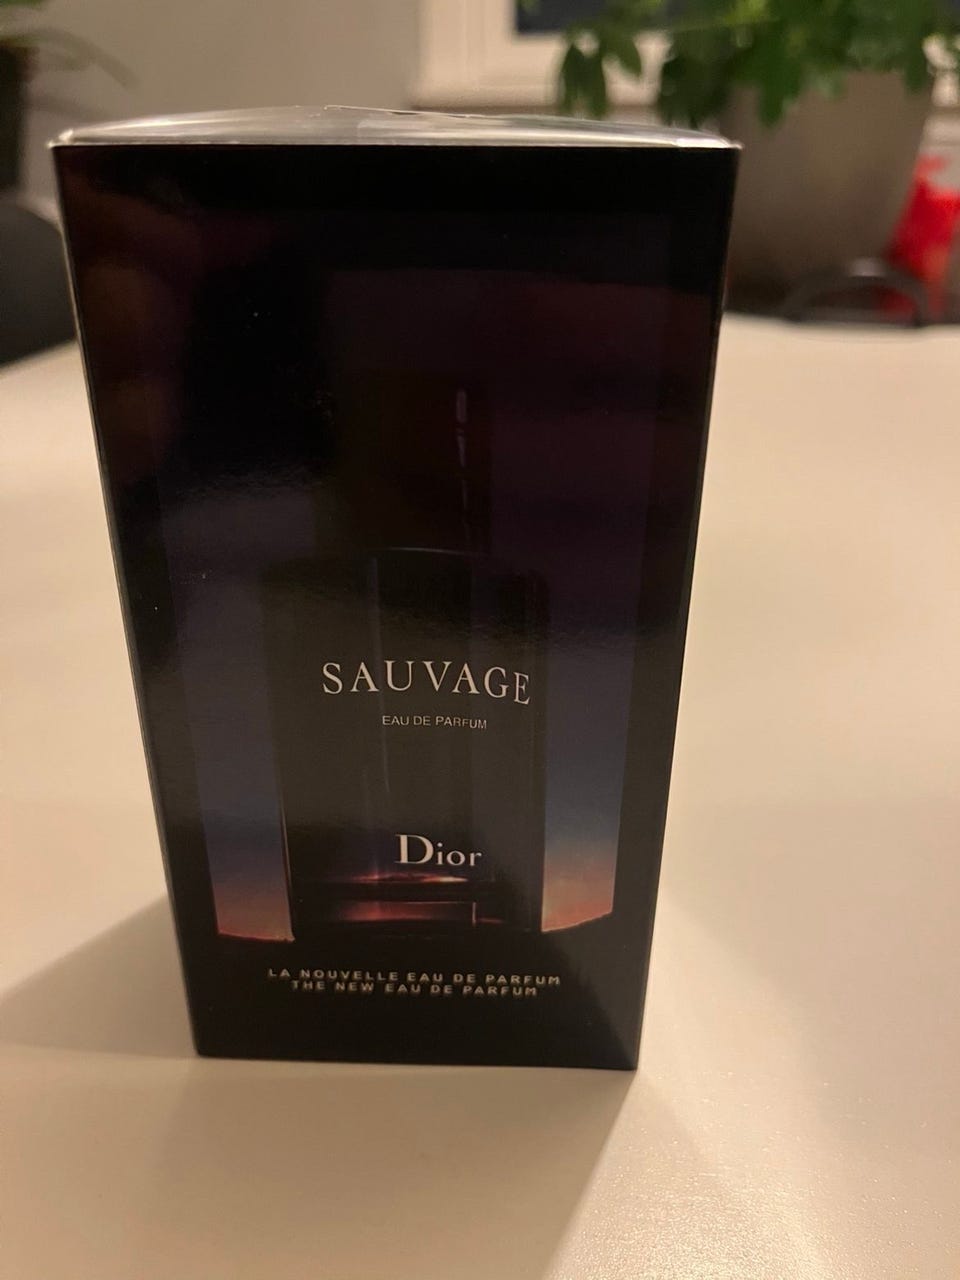 SAUVAGE
EAU DE PARFUM
Dior
LA NOUVELLE EAU DE PARFUM
THE NEW EAU DE PARFUM